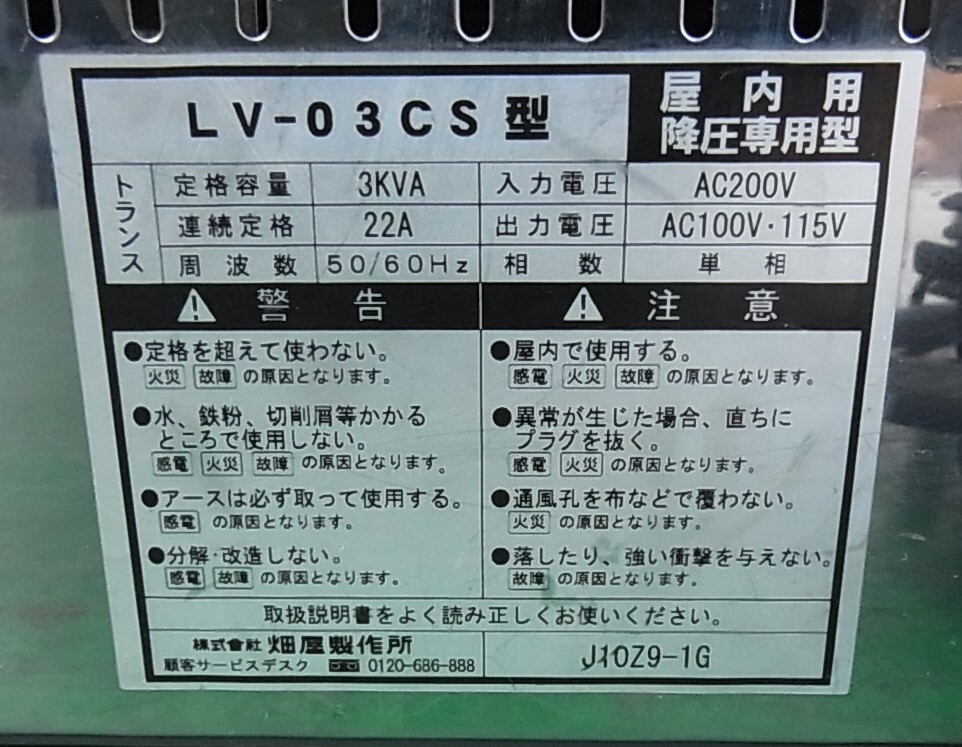 LV-03CS型
屋内用
降圧専用型
トランス
定格容量 3KVA 入力電圧 AC200V
連続定格 22A 出力電圧 AC100V・115V
周波数 50/60Hz 相数 単相
警告
●定格を超えて使わない。
火災 故障 の原因となります。
●水、鉄粉、切削屑等かかる
ところで使用しない。
感電 火災 故障 の原因となります。
●アースは必ず取って使用する。
感電 の原因となります。
●分解・改造しない。
感電 故障 の原因となります。
注意
●屋内で使用する。
感電 火災 故障 の原因となります。
●異常が生じた場合、直ちに
プラグを抜く。
感電 火災 の原因となります。
●通風孔を布などで覆わない。
火災 の原因となります。
●落したり、強い衝撃を与えない。
故障 の原因となります。
取扱説明書をよく読み正しくお使いください。
株式会社 畑屋製作所
顧客サービスデスク 0120-686-888
J10Z9-1G